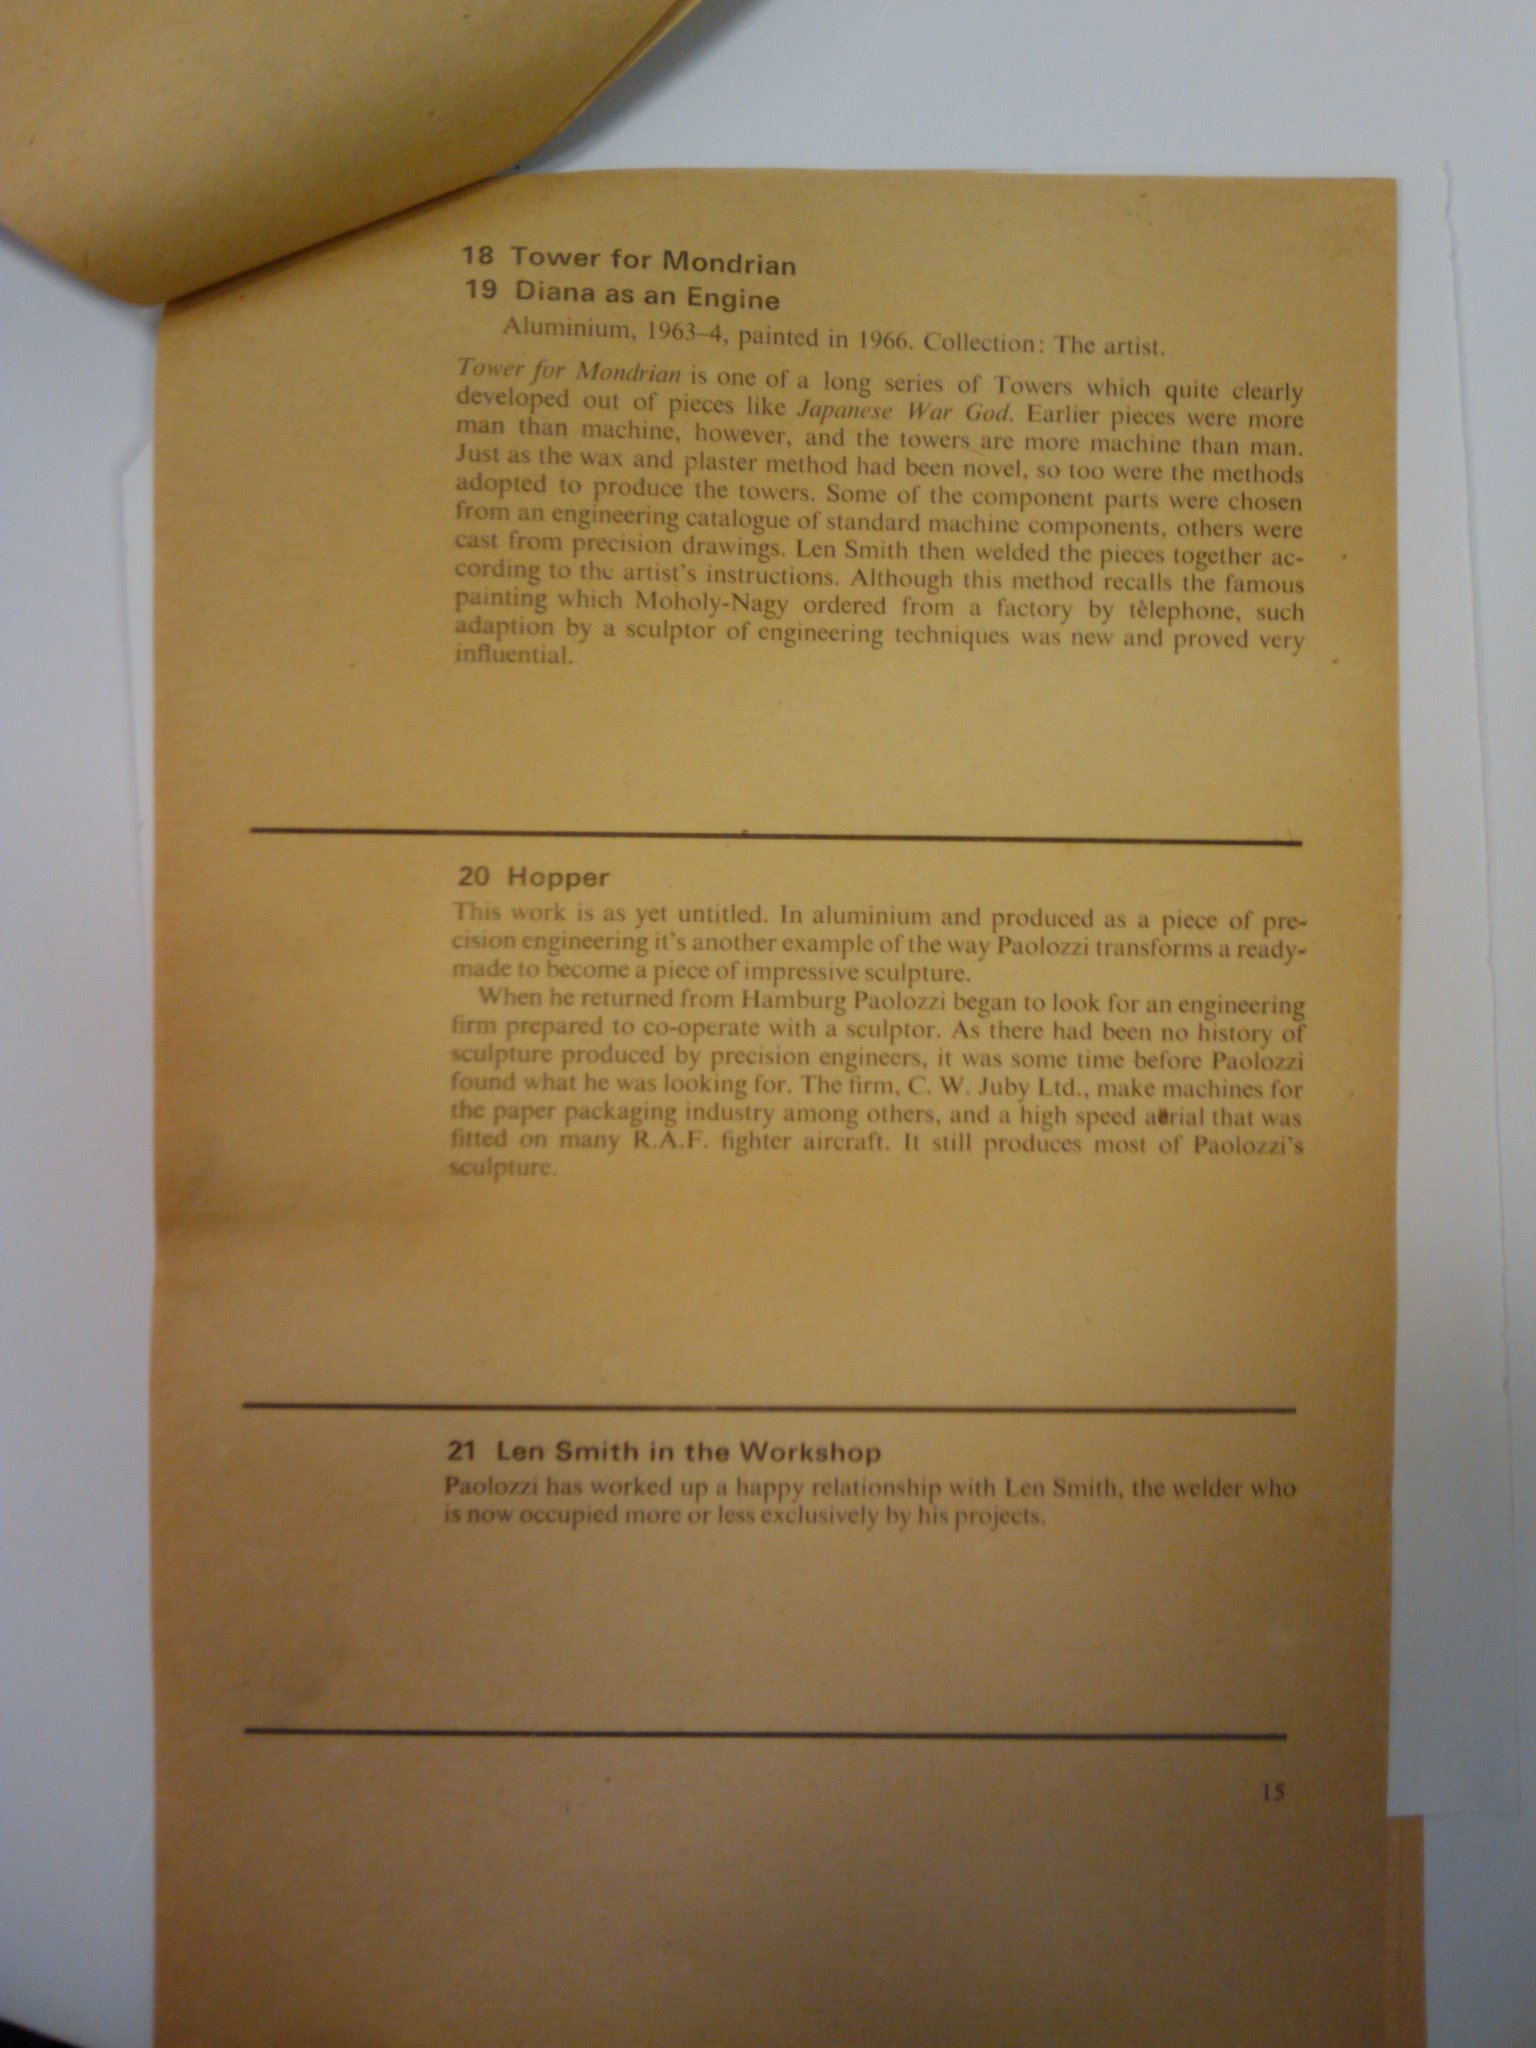 18 Tower for Mondrian
19 Diana as an Engine
Aluminium, 1963–4, painted in 1966. Collection: The artist.
Tower for Mondrian is one of a long series of Towers which quite clearly
developed out of pieces like Japanese War God. Earlier pieces were more
man than machine, however, and the towers are more machine than man.
Just as the wax and plaster method had been novel, so too were the methods
adopted to produce the towers. Some of the component parts were chosen
from an engineering catalogue of standard machine components, others were
cast from precision drawings. Len Smith then welded the pieces together ac-
cording to the artist's instructions. Although this method recalls the famous
painting which Moholy-Nagy ordered from a factory by tèlephone, such
adaption by a sculptor of engineering techniques was new and proved very
influential.
20 Hopper
This work is as yet untitled. In aluminium and produced as a piece of pre-
cision engineering it's another example of the way Paolozzi transforms a ready-
made to become a piece of impressive sculpture.
When he returned from Hamburg Paolozzi began to look for an engineering
firm prepared to co-operate with a sculptor. As there had been no history of
sculpture produced by precision engineers, it was some time before Paolozzi
found what he was looking for. The firm, C. W. Juby Ltd., make machines for
the paper packaging industry among others, and a high speed aerial that was
fitted on many R.A.F. fighter aircraft. It still produces most of Paolozzi's
sculpture.
21 Len Smith in the Workshop
Paolozzi has worked up a happy relationship with Len Smith, the welder who
is now occupied more or less exclusively by his projects.
15